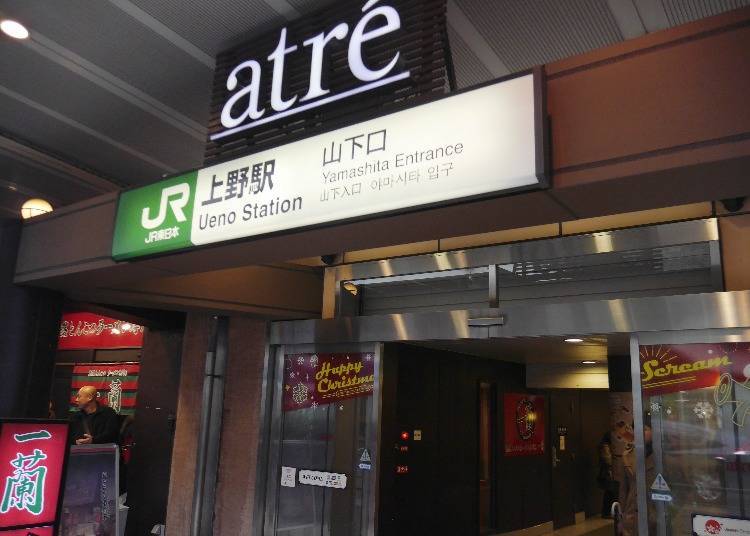 atré
JR
JR東日本
上野駅
Ueno Station
山下口
Yamashita Entrance
山下入口 야마시타 입구
Happy
Christma
Scream
一蘭